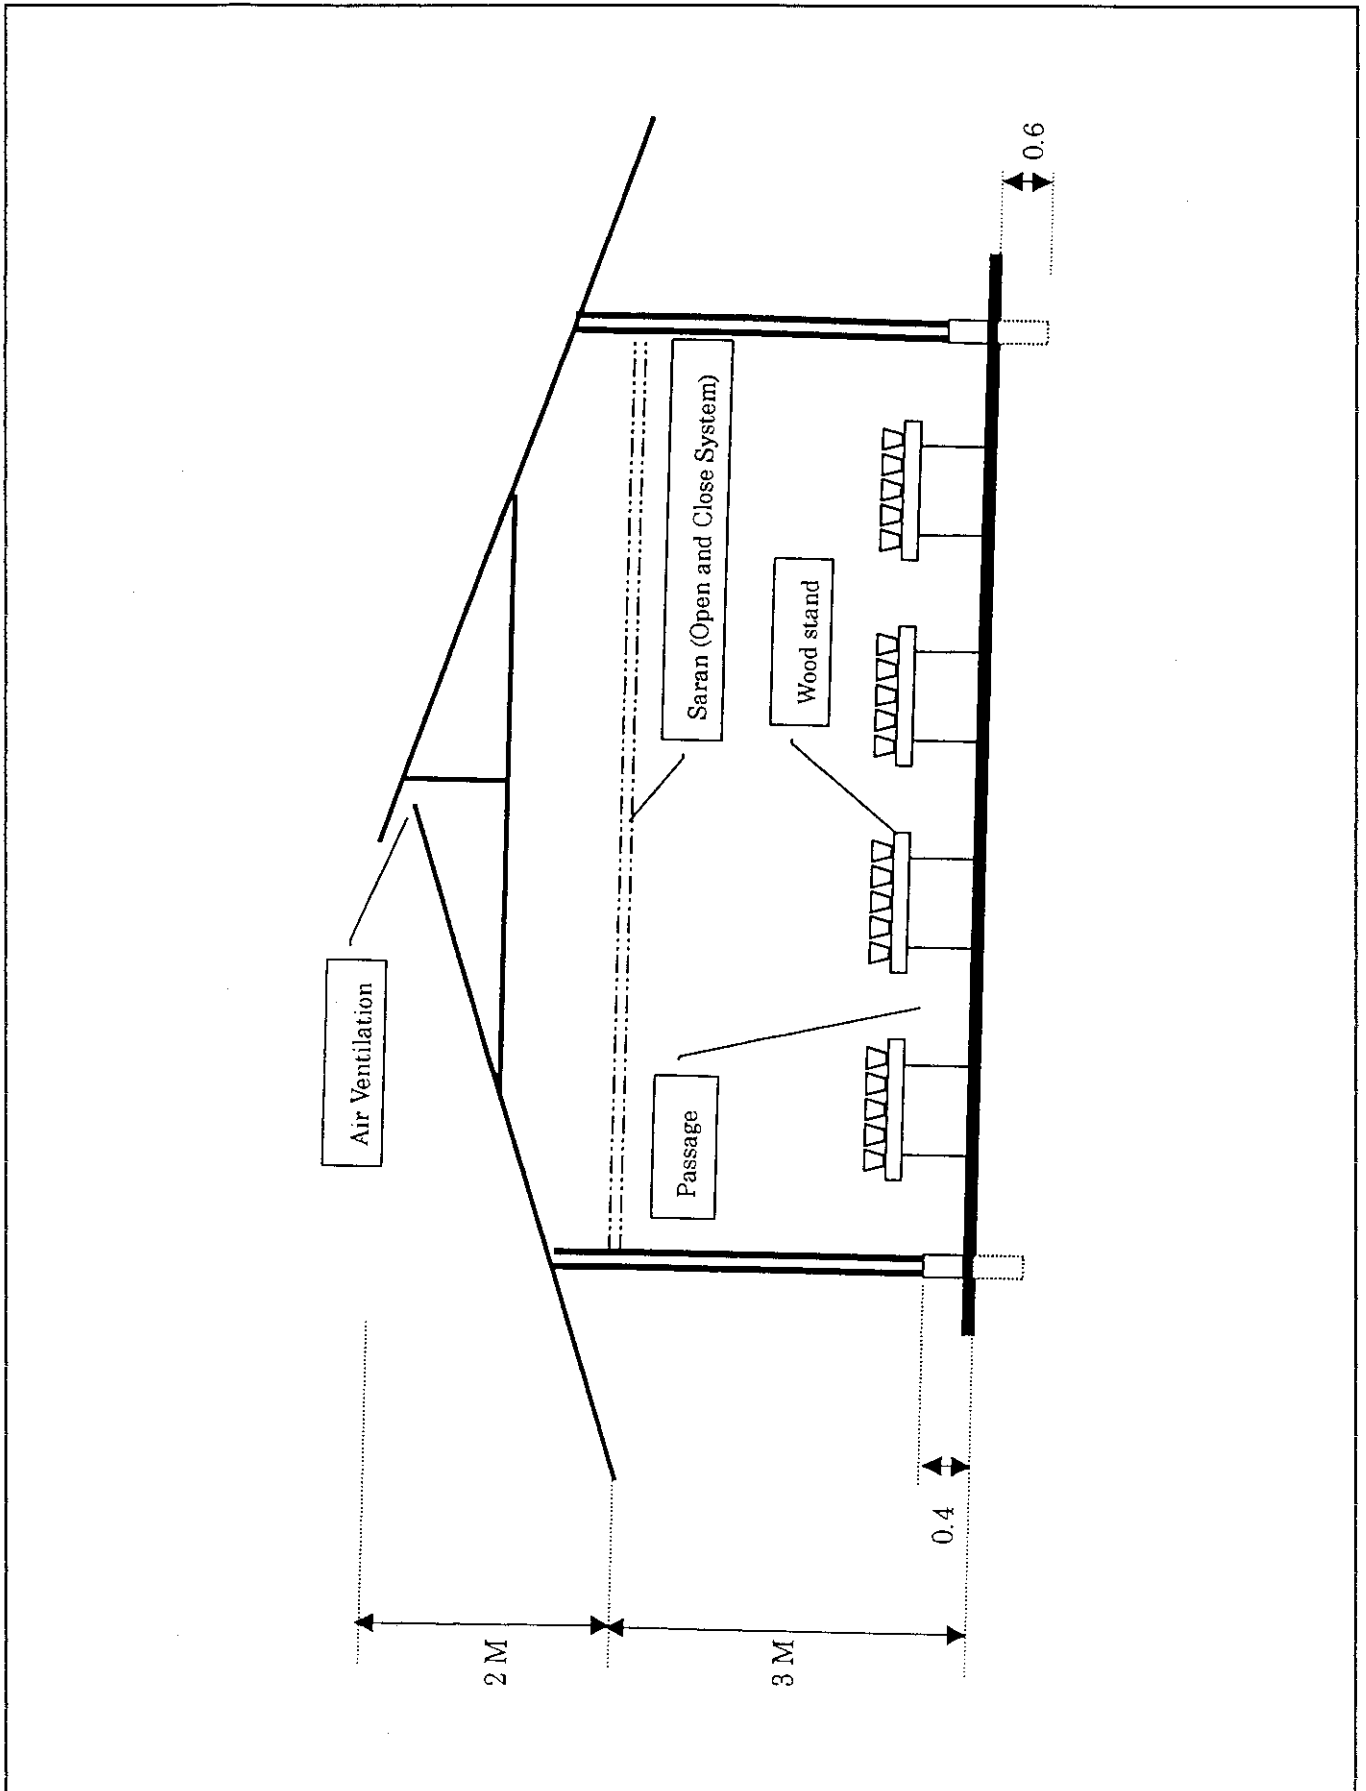 Air Ventilation
Saran (Open and Close System)
Wood stand
Passage
2 M
3 M
0.4
0.6